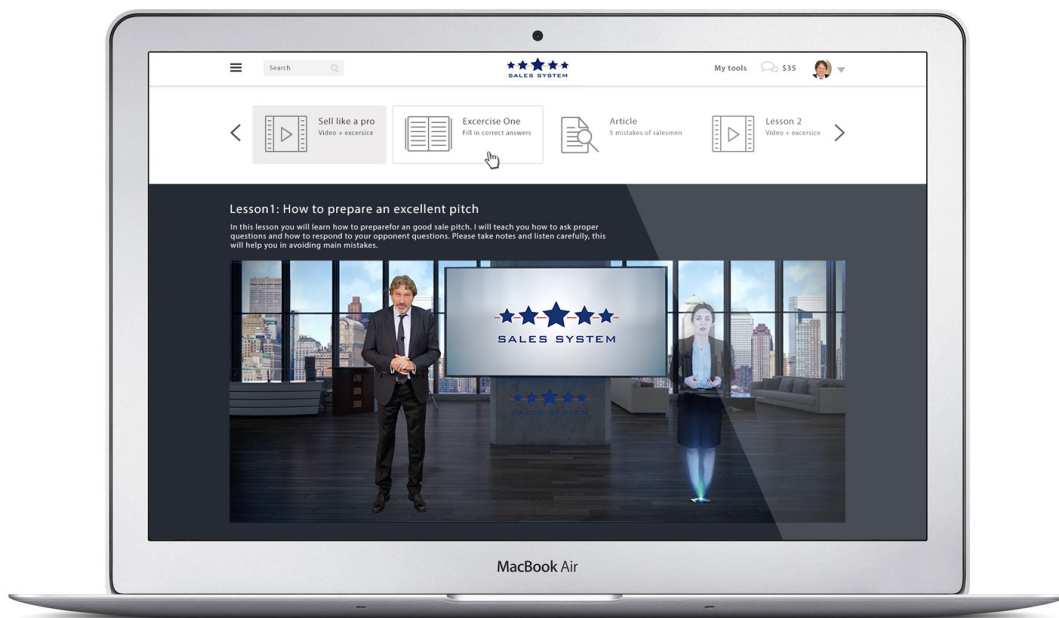 Search
SALES SYSTEM
My tools
$35
Sell like a pro
Video + excersice
Excercise One
Fill in correct answers
Article
5 mistakes of salesmen
Lesson 2
Video + excersice
Lesson1: How to prepare an excellent pitch
In this lesson you will learn how to preparefor an good sale pitch. I will teach you how to ask proper
questions and how to respond to your opponent questions. Please take notes and listen carefully, this
will help you in avoiding main mistakes.
SALES SYSTEM
SALES SYSTEM
MacBook Air